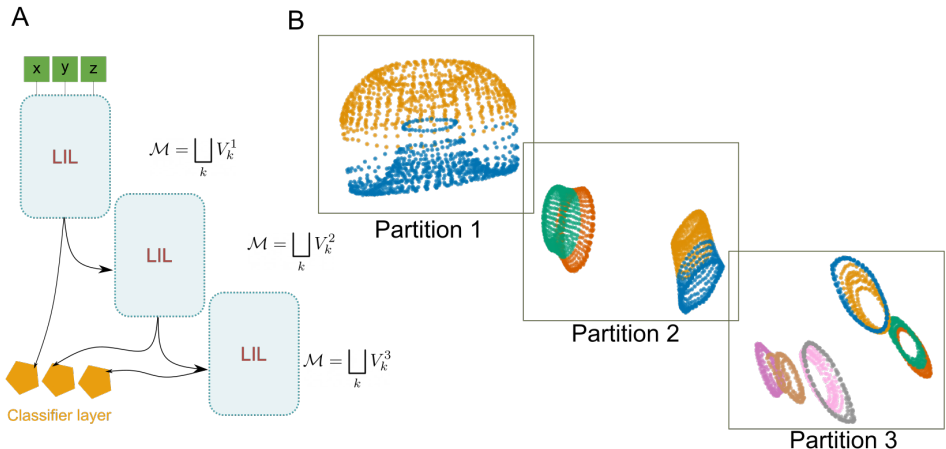 A
B
x y z
LIL
M = ⨆_k V_k^1
Partition 1
LIL
M = ⨆_k V_k^2
Partition 2
LIL
M = ⨆_k V_k^3
Classifier layer
Partition 3